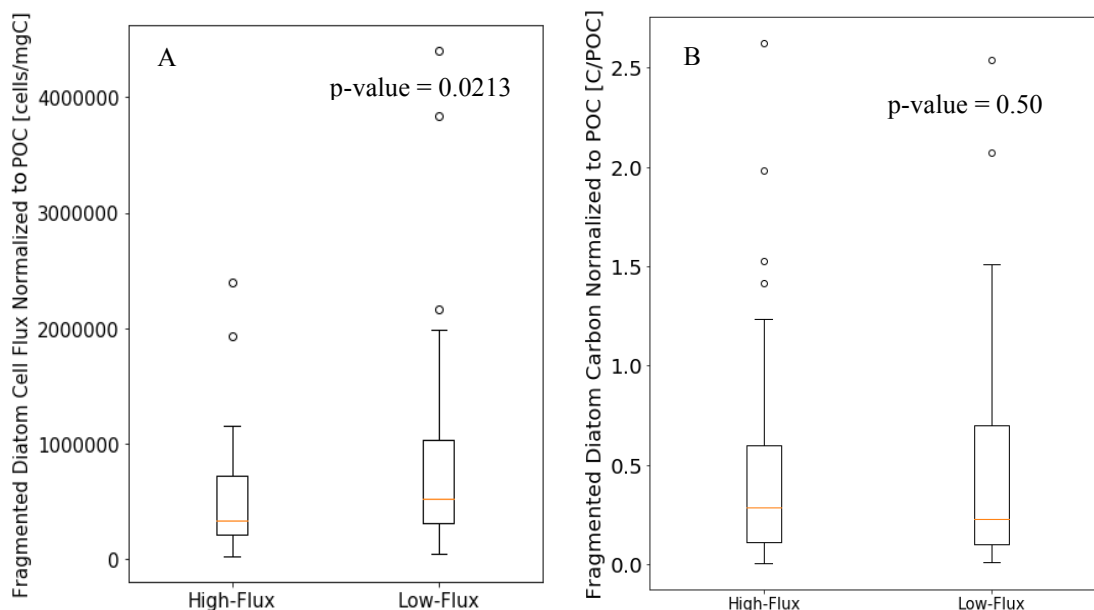 Fragmented Diatom Cell Flux Normalized to POC [cells/mgC]
A
p-value = 0.0213
4000000
3000000
2000000
1000000
0
High-Flux
Low-Flux
Fragmented Diatom Carbon Normalized to POC [C/POC]
B
p-value = 0.50
2.5
2.0
1.5
1.0
0.5
0.0
High-Flux
Low-Flux